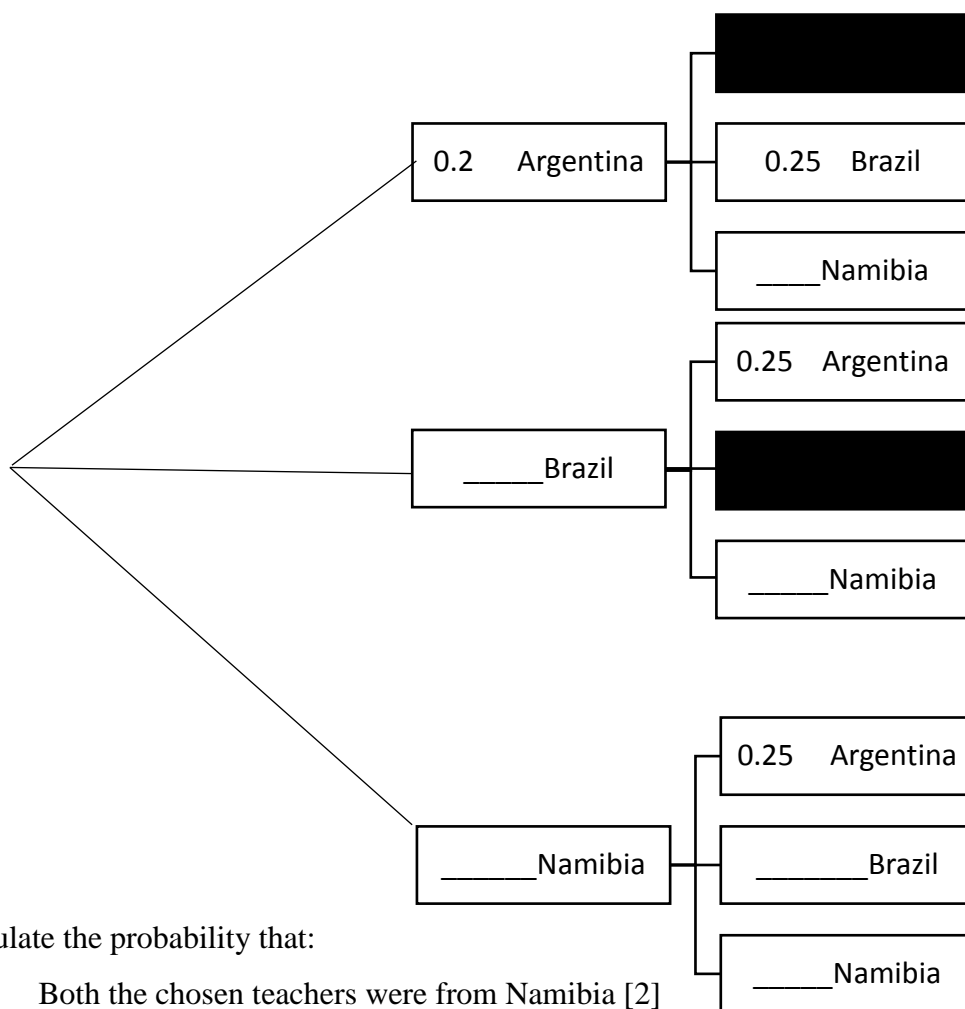 0.2 Argentina
0.25 Brazil
____Namibia
0.25 Argentina
_____Brazil
_____Namibia
0.25 Argentina
______Namibia
_______Brazil
_____Namibia
ulate the probability that:
Both the chosen teachers were from Namibia [2]